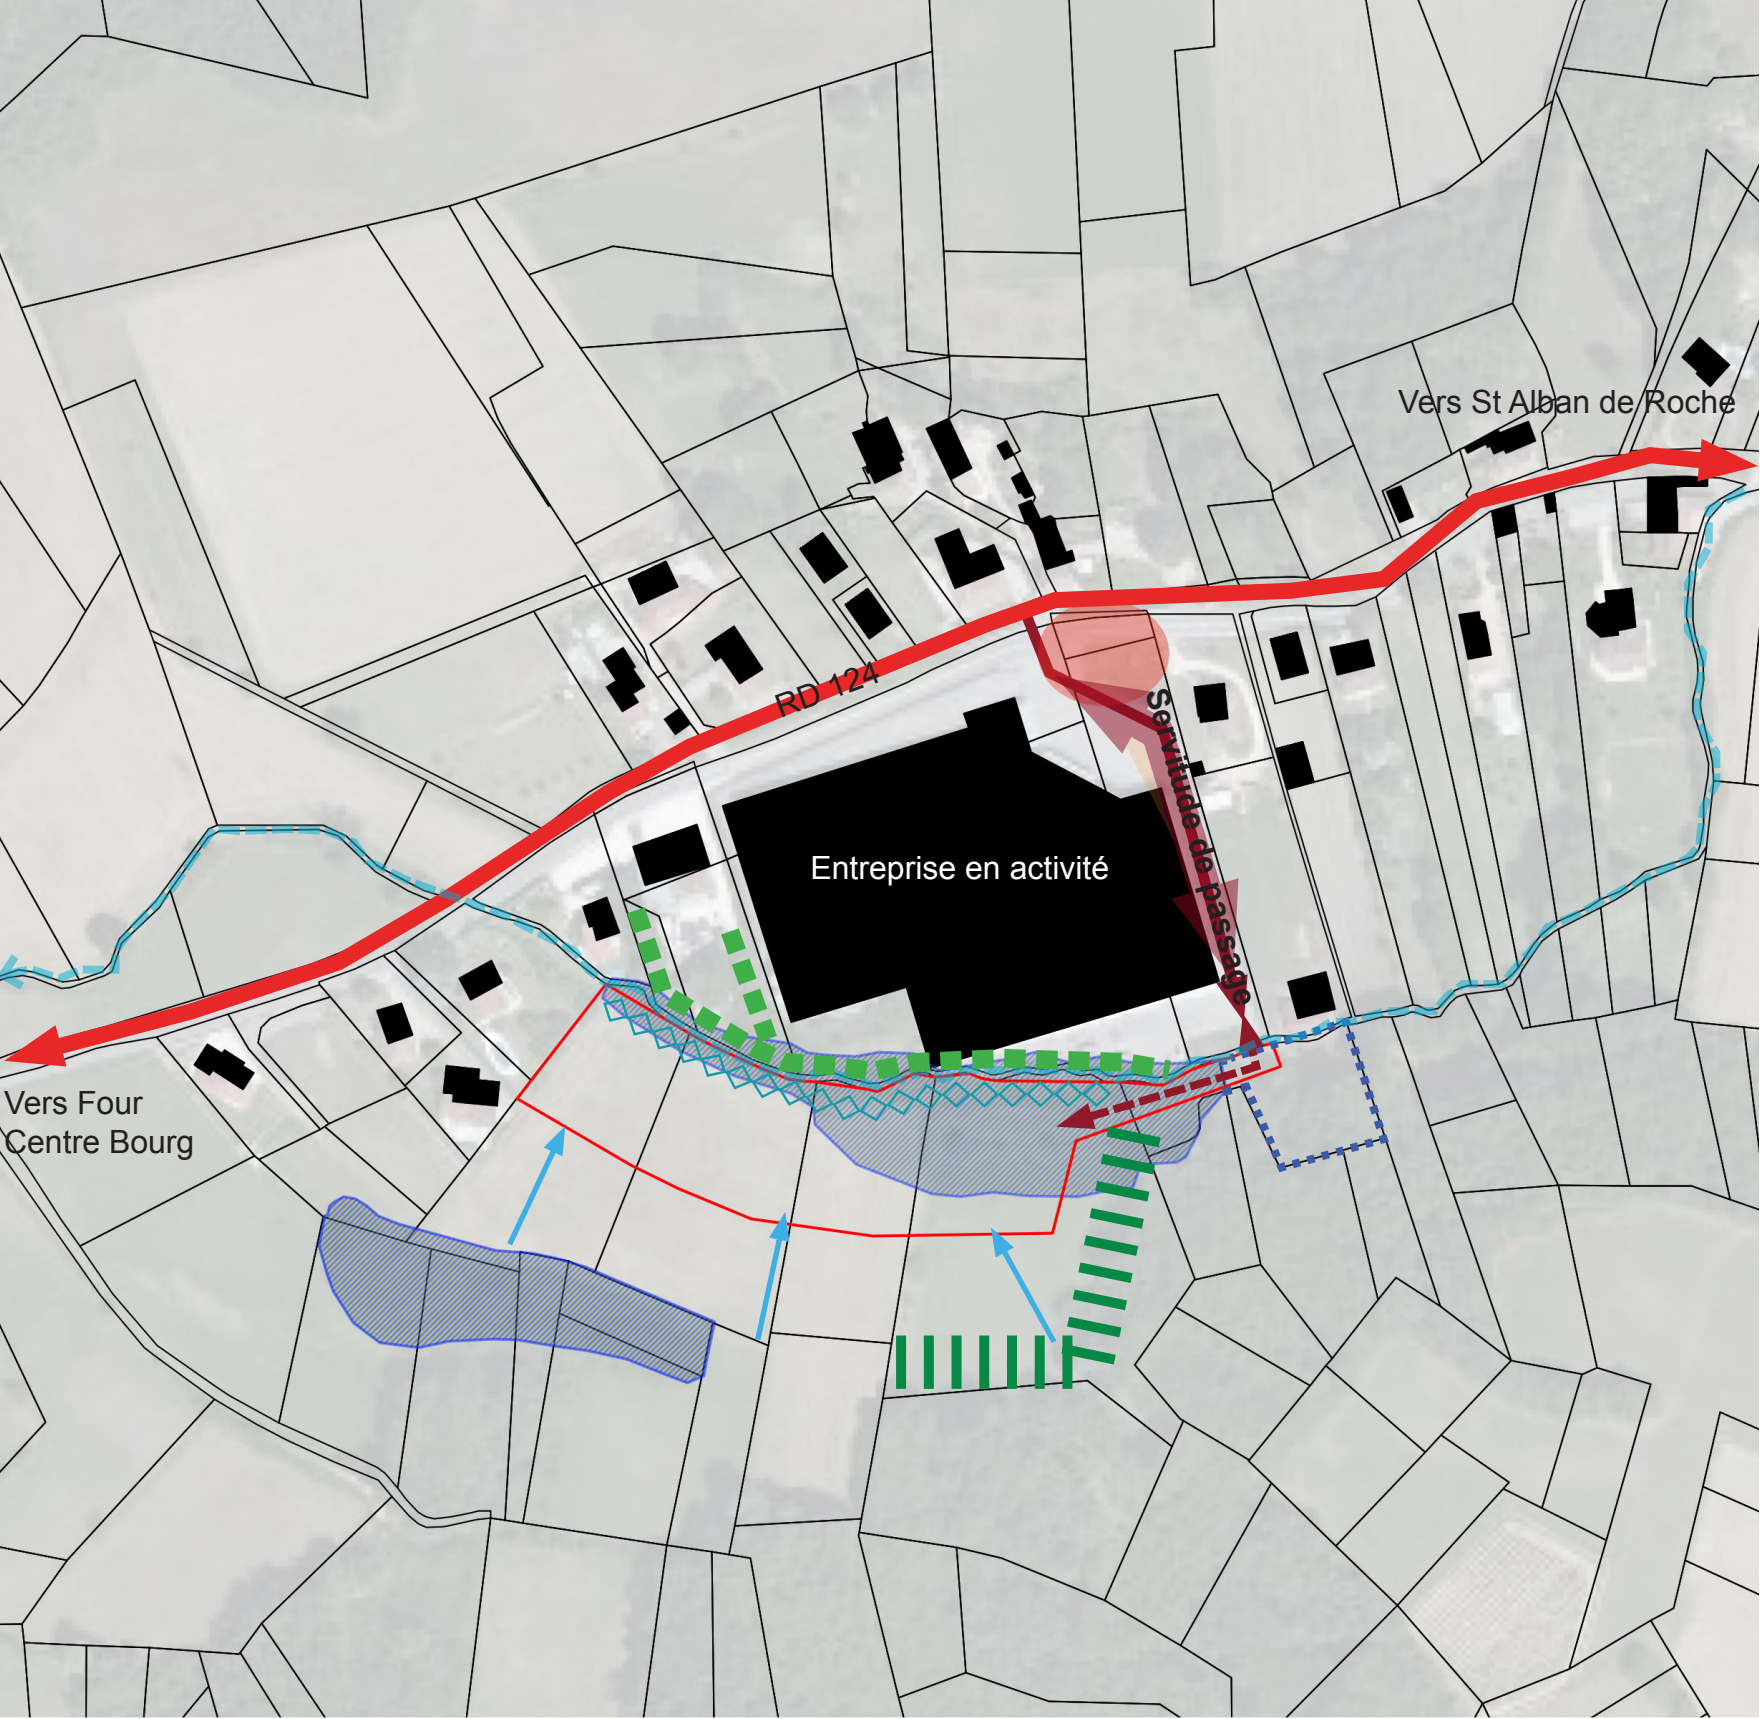 Vers St Alban de Roche
RD 124
Servitude de passage
Entreprise en activité
Vers Four
Centre Bourg